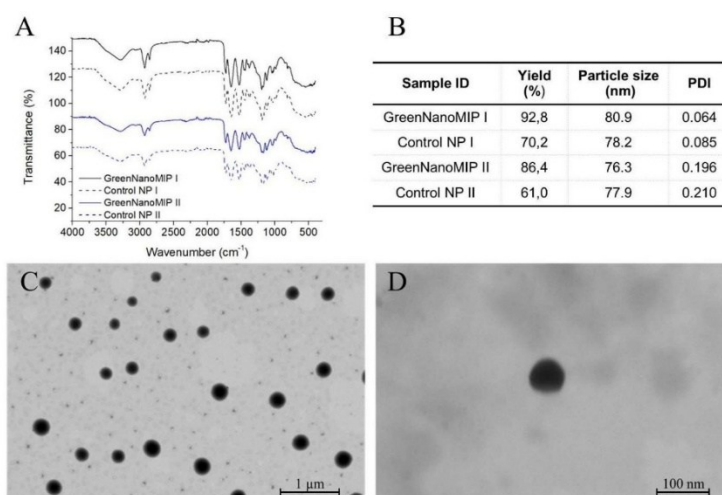 A
140
120
100
80
60
40
Transmittance (%)
GreenNanoMIP I
Control NP I
GreenNanoMIP II
Control NP II
4000 3500 3000 2500 2000 1500 1000 500
Wavenumber (cm⁻¹)
B
Sample ID Yield (%) Particle size (nm) PDI
GreenNanoMIP I 92,8 80.9 0.064
Control NP I 70,2 78.2 0.085
GreenNanoMIP II 86,4 76.3 0.196
Control NP II 61,0 77.9 0.210
C
1 µm
D
100 nm